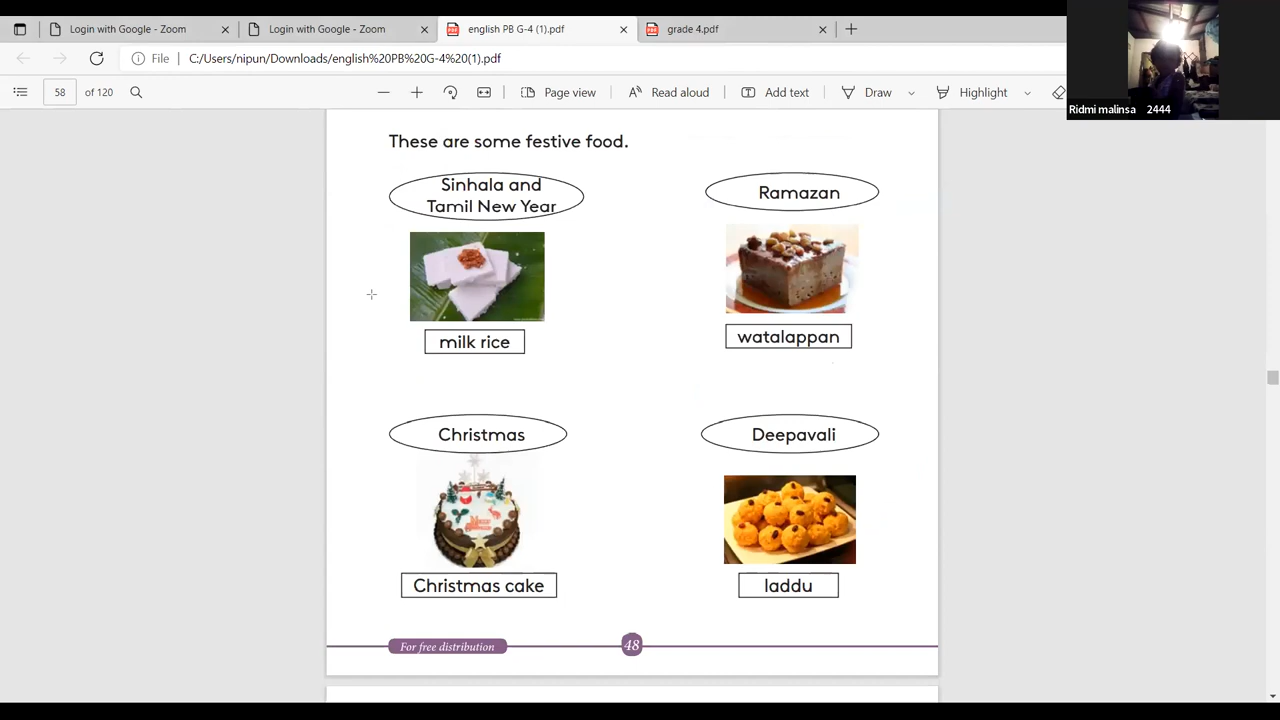 Login with Google - Zoom
Login with Google - Zoom
english PB G-4 (1).pdf
grade 4.pdf
File
C:/Users/nipun/Downloads/english%20PB%20G-4%20(1).pdf
58
of 120
Page view
Read aloud
Add text
Draw
Highlight
Ridmi malinsa 2444
These are some festive food.
Sinhala and
Tamil New Year
Ramazan
milk rice
watalappan
Christmas
Deepavali
Christmas cake
laddu
For free distribution
48